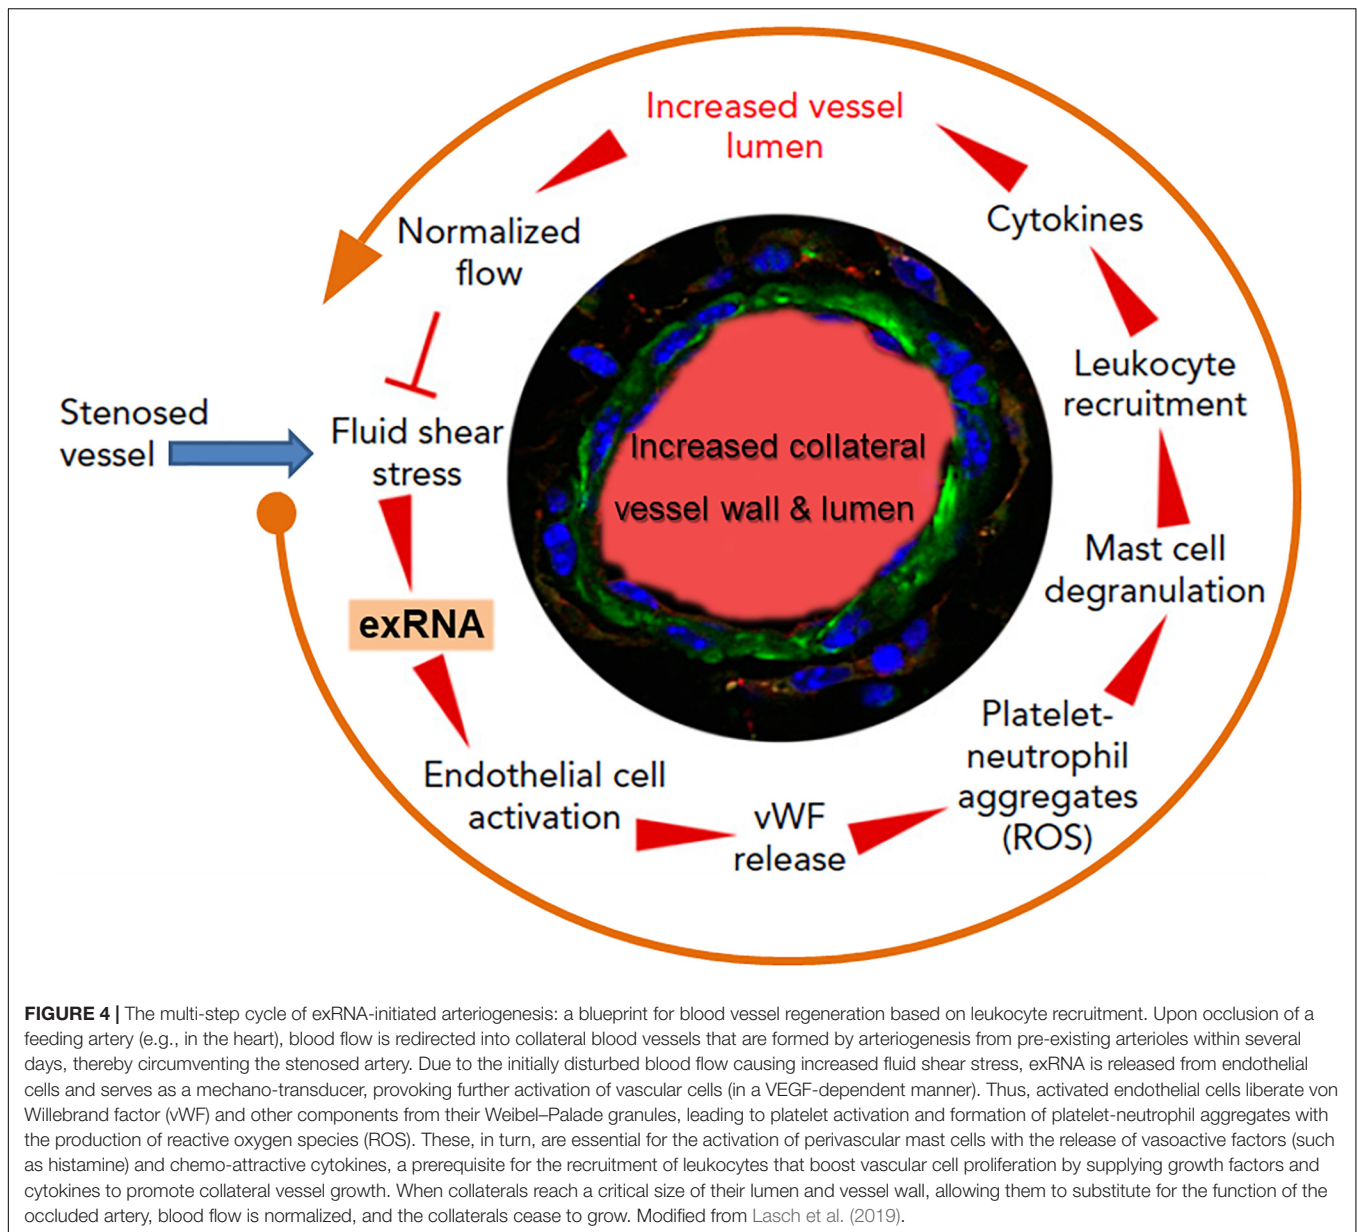 Increased vessel
lumen
Normalized
flow
Cytokines
Leukocyte
recruitment
Stenosed
vessel
Fluid shear
stress
Increased collateral
vessel wall & lumen
Mast cell
degranulation
exRNA
Platelet-
neutrophil
aggregates
(ROS)
Endothelial cell
activation
vWF
release
FIGURE 4 | The multi-step cycle of exRNA-initiated arteriogenesis: a blueprint for blood vessel regeneration based on leukocyte recruitment. Upon occlusion of a
feeding artery (e.g., in the heart), blood flow is redirected into collateral blood vessels that are formed by arteriogenesis from pre-existing arterioles within several
days, thereby circumventing the stenosed artery. Due to the initially disturbed blood flow causing increased fluid shear stress, exRNA is released from endothelial
cells and serves as a mechano-transducer, provoking further activation of vascular cells (in a VEGF-dependent manner). Thus, activated endothelial cells liberate von
Willebrand factor (vWF) and other components from their Weibel–Palade granules, leading to platelet activation and formation of platelet-neutrophil aggregates with
the production of reactive oxygen species (ROS). These, in turn, are essential for the activation of perivascular mast cells with the release of vasoactive factors (such
as histamine) and chemo-attractive cytokines, a prerequisite for the recruitment of leukocytes that boost vascular cell proliferation by supplying growth factors and
cytokines to promote collateral vessel growth. When collaterals reach a critical size of their lumen and vessel wall, allowing them to substitute for the function of the
occluded artery, blood flow is normalized, and the collaterals cease to grow. Modified from Lasch et al. (2019).